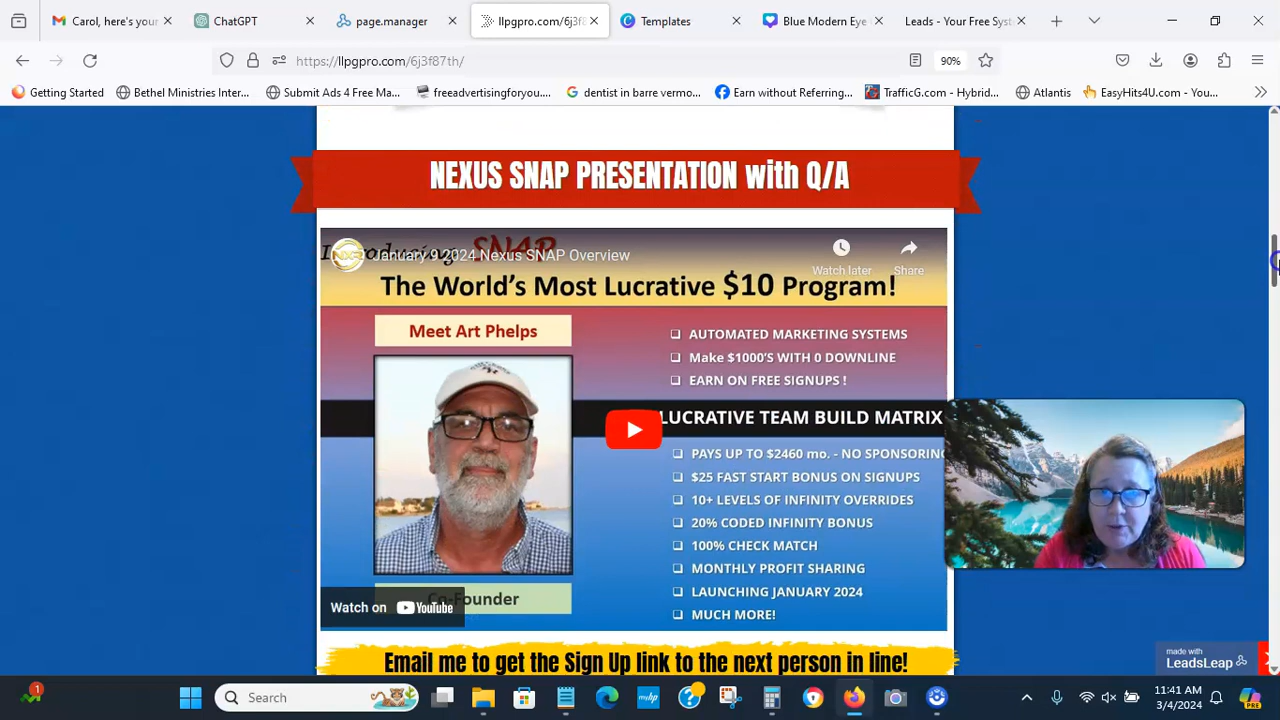 Carol, here's your
ChatGPT
page.manager
llpgpro.com/6j3f8
Templates
Blue Modern Eye
Leads - Your Free Syst
https://llpgpro.com/6j3f87th/
90%
Getting Started
Bethel Ministries Inter...
Submit Ads 4 Free Ma...
freeadvertisingforyou....
dentist in barre vermo...
Earn without Referring...
TrafficG.com - Hybrid...
Atlantis
EasyHits4U.com - You...
NEXUS SNAP PRESENTATION with Q/A
Introducing SNAP
NXR
January 9 2024 Nexus SNAP Overview
Watch later
Share
The World's Most Lucrative $10 Program!
Meet Art Phelps
AUTOMATED MARKETING SYSTEMS
Make $1000'S WITH 0 DOWNLINE
EARN ON FREE SIGNUPS !
LUCRATIVE TEAM BUILD MATRIX
PAYS UP TO $2460 mo. - NO SPONSORING
$25 FAST START BONUS ON SIGNUPS
10+ LEVELS OF INFINITY OVERRIDES
20% CODED INFINITY BONUS
100% CHECK MATCH
MONTHLY PROFIT SHARING
LAUNCHING JANUARY 2024
MUCH MORE!
Co-Founder
Watch on YouTube
Email me to get the Sign Up link to the next person in line!
made with
LeadsLeap
1
Search
myhp
11:41 AM
3/4/2024
PRE